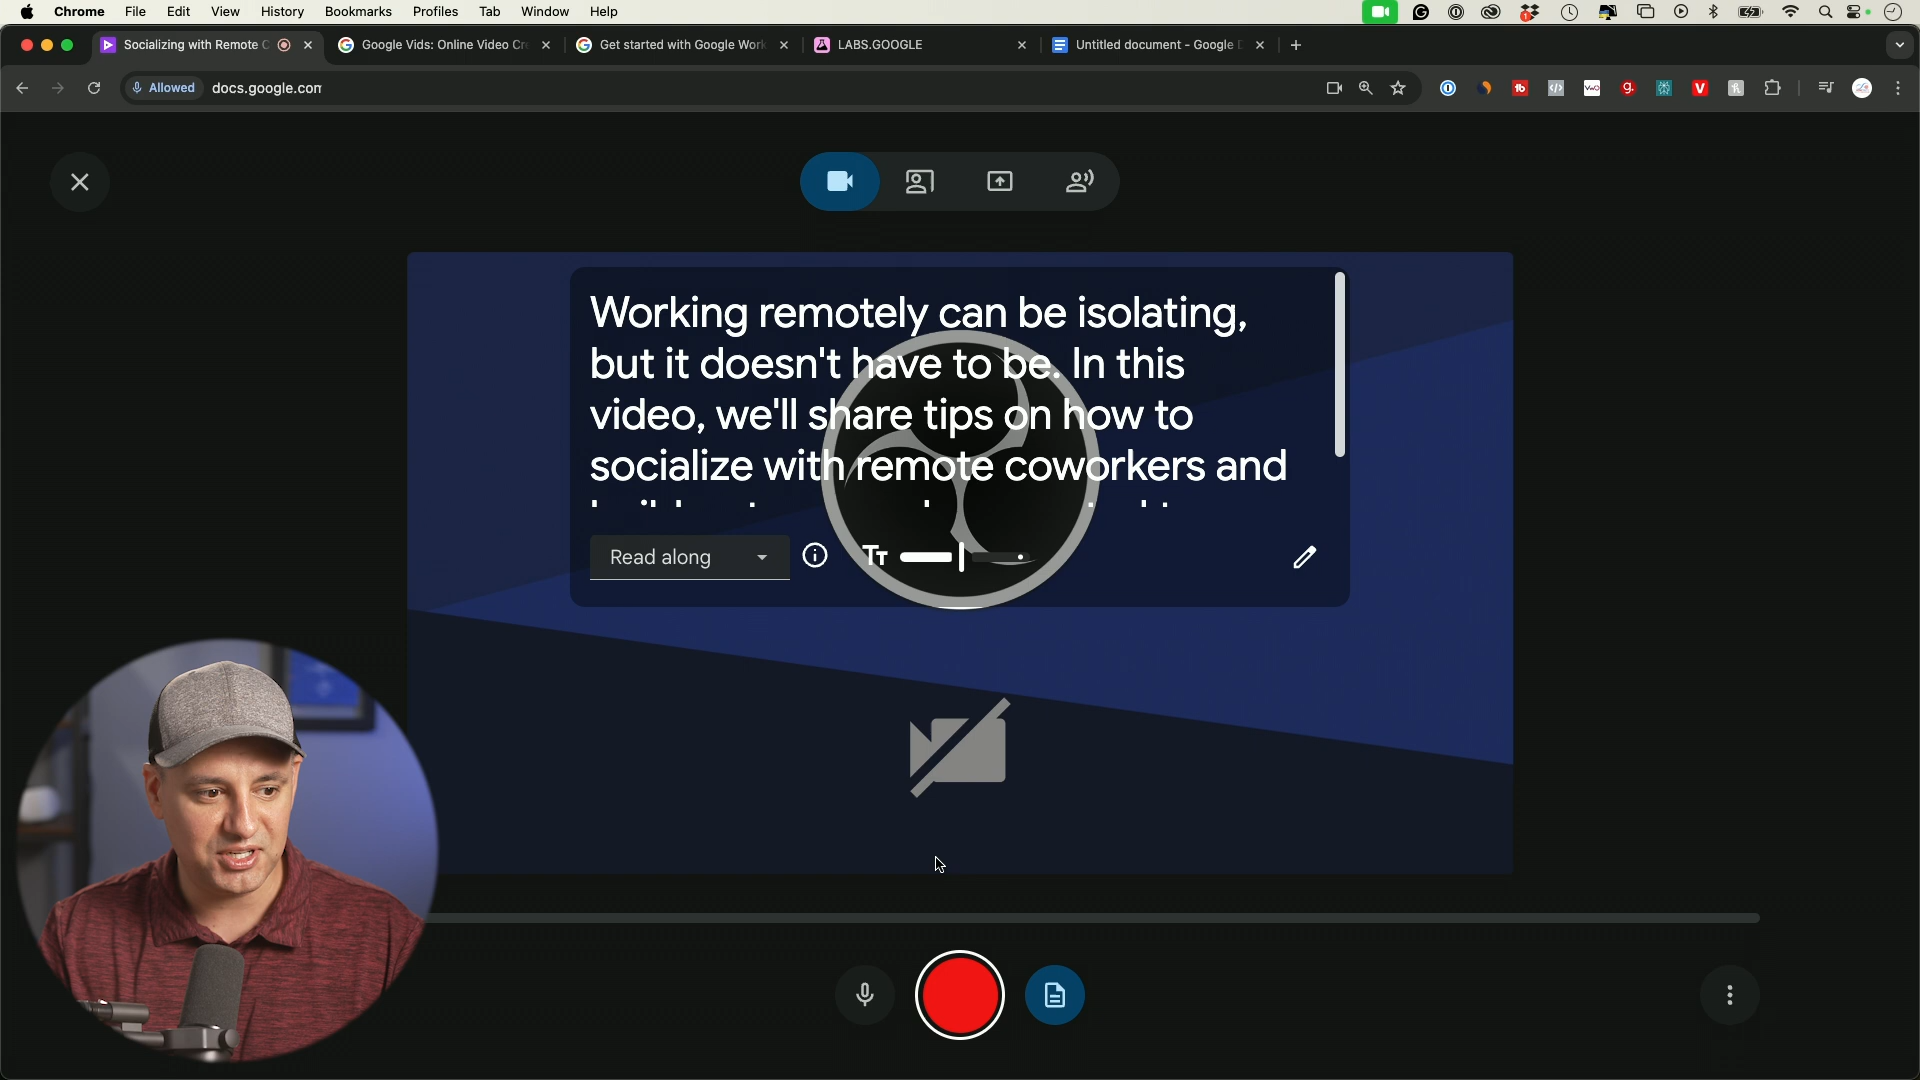 Chrome File Edit View History Bookmarks Profiles Tab Window Help
Socializing with Remote C
Google Vids: Online Video Cr
Get started with Google Work
LABS.GOOGLE
Untitled document - Google D
Allowed
docs.google.com
Working remotely can be isolating,
but it doesn't have to be. In this
video, we'll share tips on how to
socialize with remote coworkers and
Read along